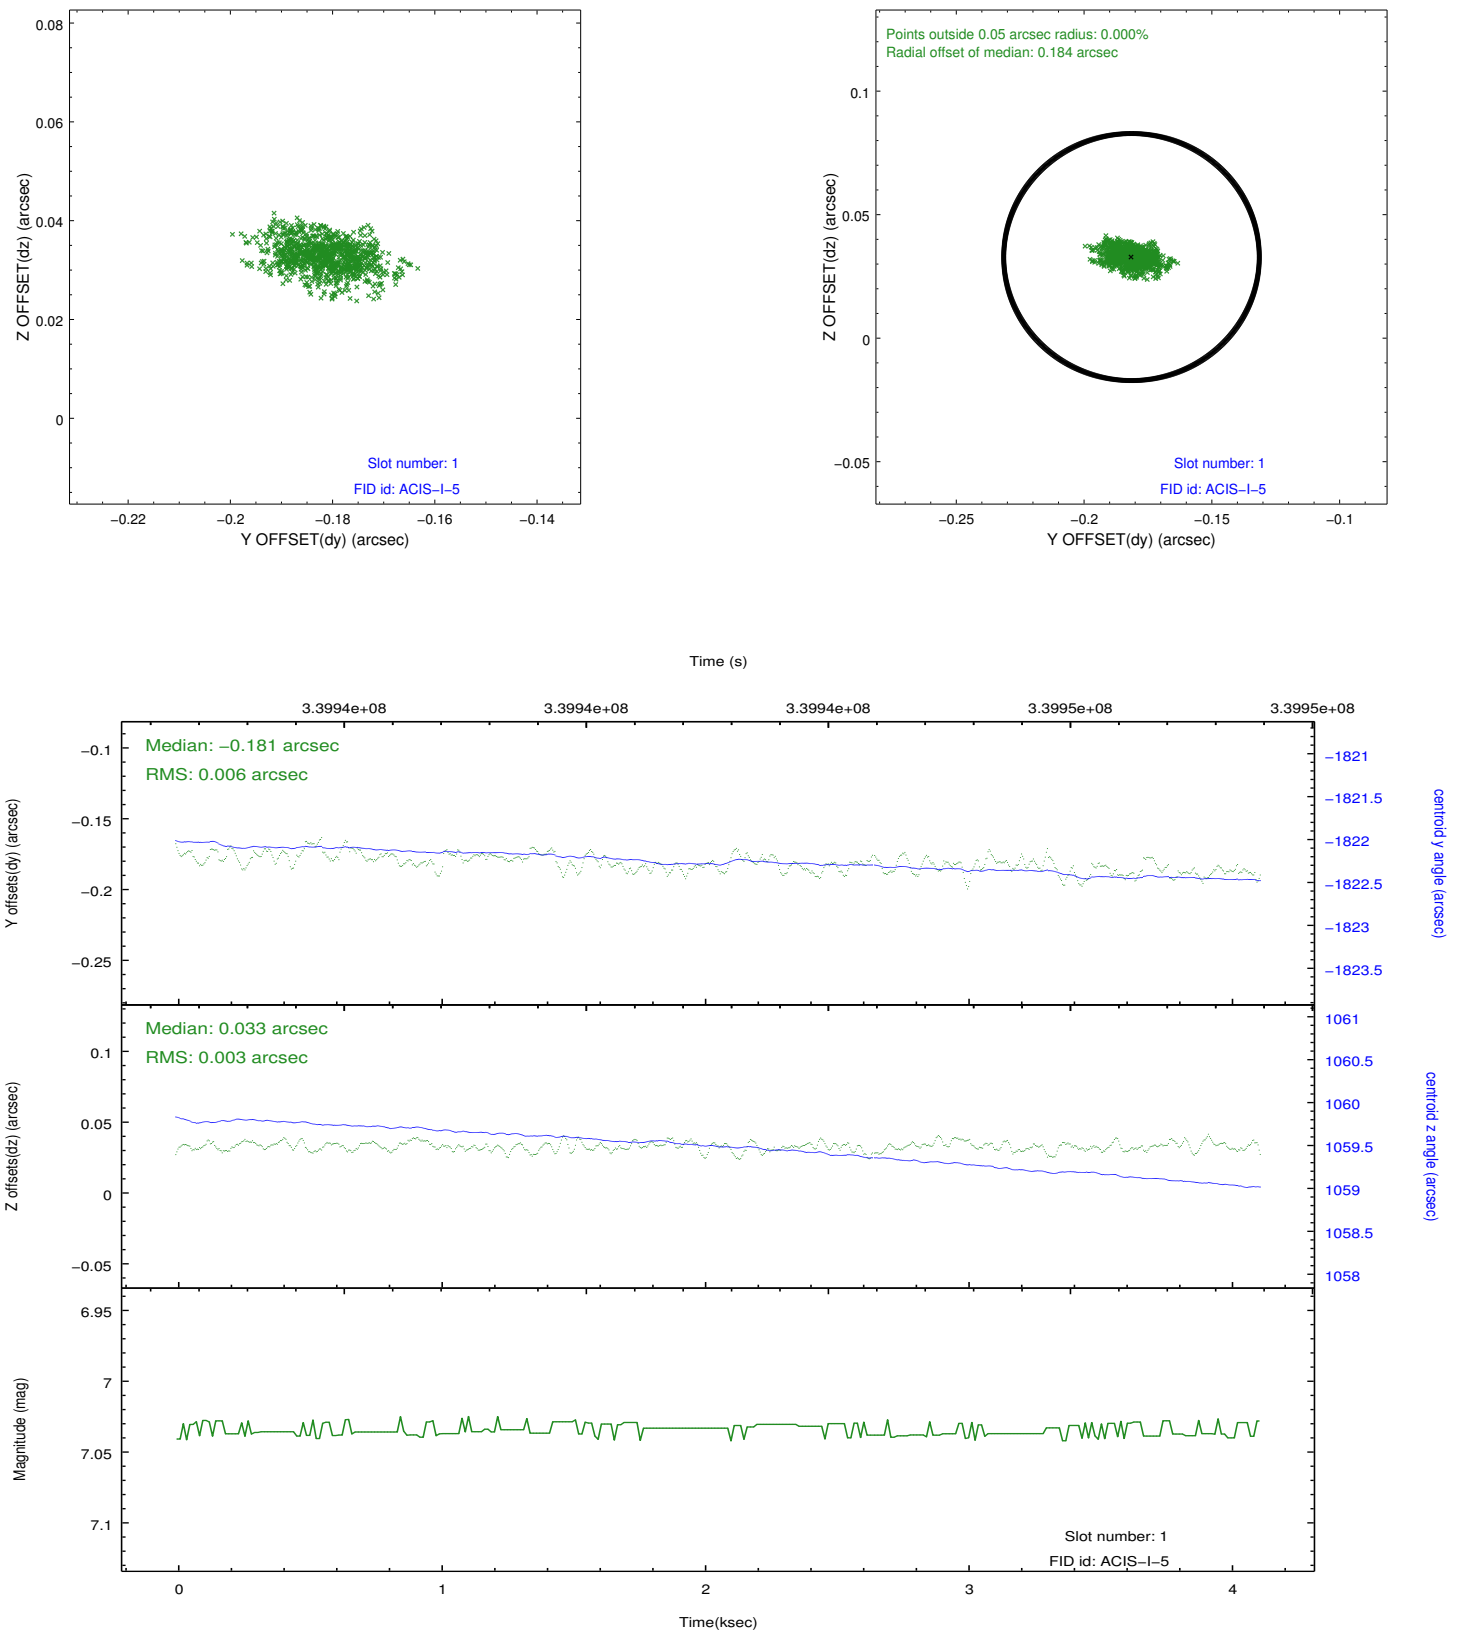 0.08
0.06
0.04
0.02
0
Z OFFSET(dz) (arcsec)
Slot number: 1
FID id: ACIS−I−5
−0.22
−0.2
−0.18
−0.16
−0.14
Y OFFSET(dy) (arcsec)
Points outside 0.05 arcsec radius: 0.000%
Radial offset of median: 0.184 arcsec
0.1
0.05
0
−0.05
Z OFFSET(dz) (arcsec)
Slot number: 1
FID id: ACIS−I−5
−0.25
−0.2
−0.15
−0.1
Y OFFSET(dy) (arcsec)
Time (s)
3.3994e+08
3.3994e+08
3.3994e+08
3.3995e+08
3.3995e+08
Median: −0.181 arcsec
RMS: 0.006 arcsec
−0.1
−0.15
−0.2
−0.25
Y offsets(dy) (arcsec)
−1821
−1821.5
−1822
−1822.5
−1823
−1823.5
centroid y angle (arcsec)
Median: 0.033 arcsec
RMS: 0.003 arcsec
0.1
0.05
0
−0.05
Z offsets(dz) (arcsec)
1061
1060.5
1060
1059.5
1059
1058.5
1058
centroid z angle (arcsec)
6.95
7
7.05
7.1
Magnitude (mag)
Slot number: 1
FID id: ACIS−I−5
0
1
2
3
4
Time(ksec)